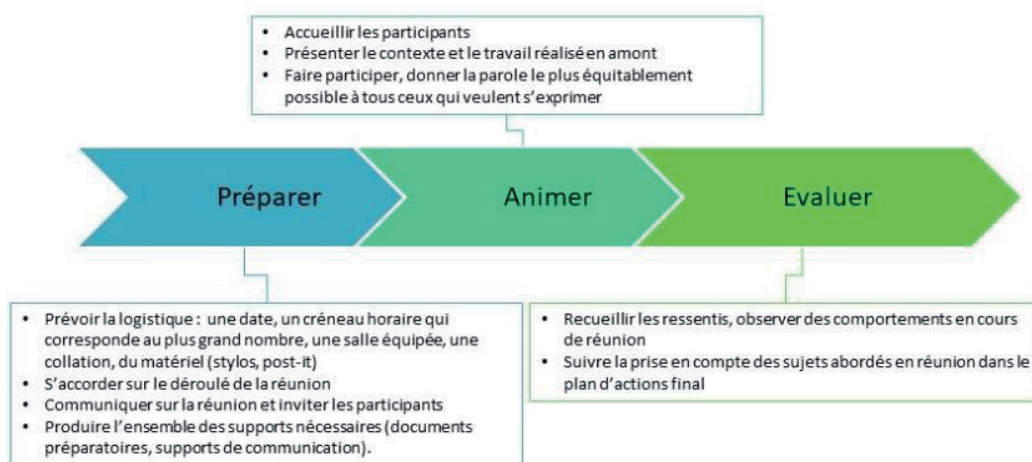 • Accueillir les participants
• Présenter le contexte et le travail réalisé en amont
• Faire participer, donner la parole le plus équitablement
possible à tous ceux qui veulent s'exprimer
Préparer
Animer
Evaluer
• Prévoir la logistique : une date, un créneau horaire qui
corresponde au plus grand nombre, une salle équipée, une
collation, du matériel (stylos, post-it)
• S'accorder sur le déroulé de la réunion
• Communiquer sur la réunion et inviter les participants
• Produire l'ensemble des supports nécessaires (documents
préparatoires, supports de communication).
• Recueillir les ressentis, observer des comportements en cours
de réunion
• Suivre la prise en compte des sujets abordés en réunion dans le
plan d'actions final